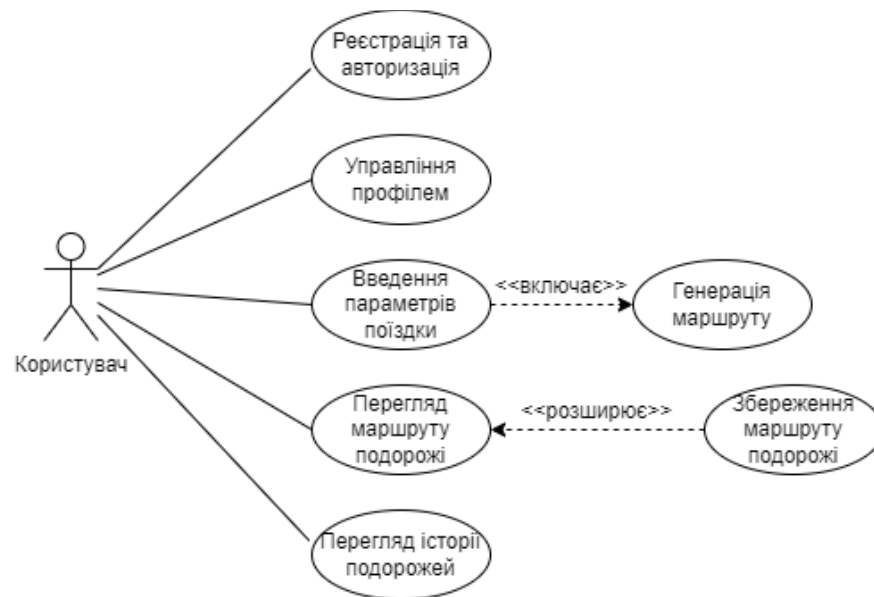 Реєстрація та
авторизація
Управління
профілем
Введення
параметрів
поїздки
<<включає>>
Генерація
маршруту
Користувач
Перегляд
маршруту
подорожі
<<розширює>>
Збереження
маршруту
подорожі
Перегляд історії
подорожей